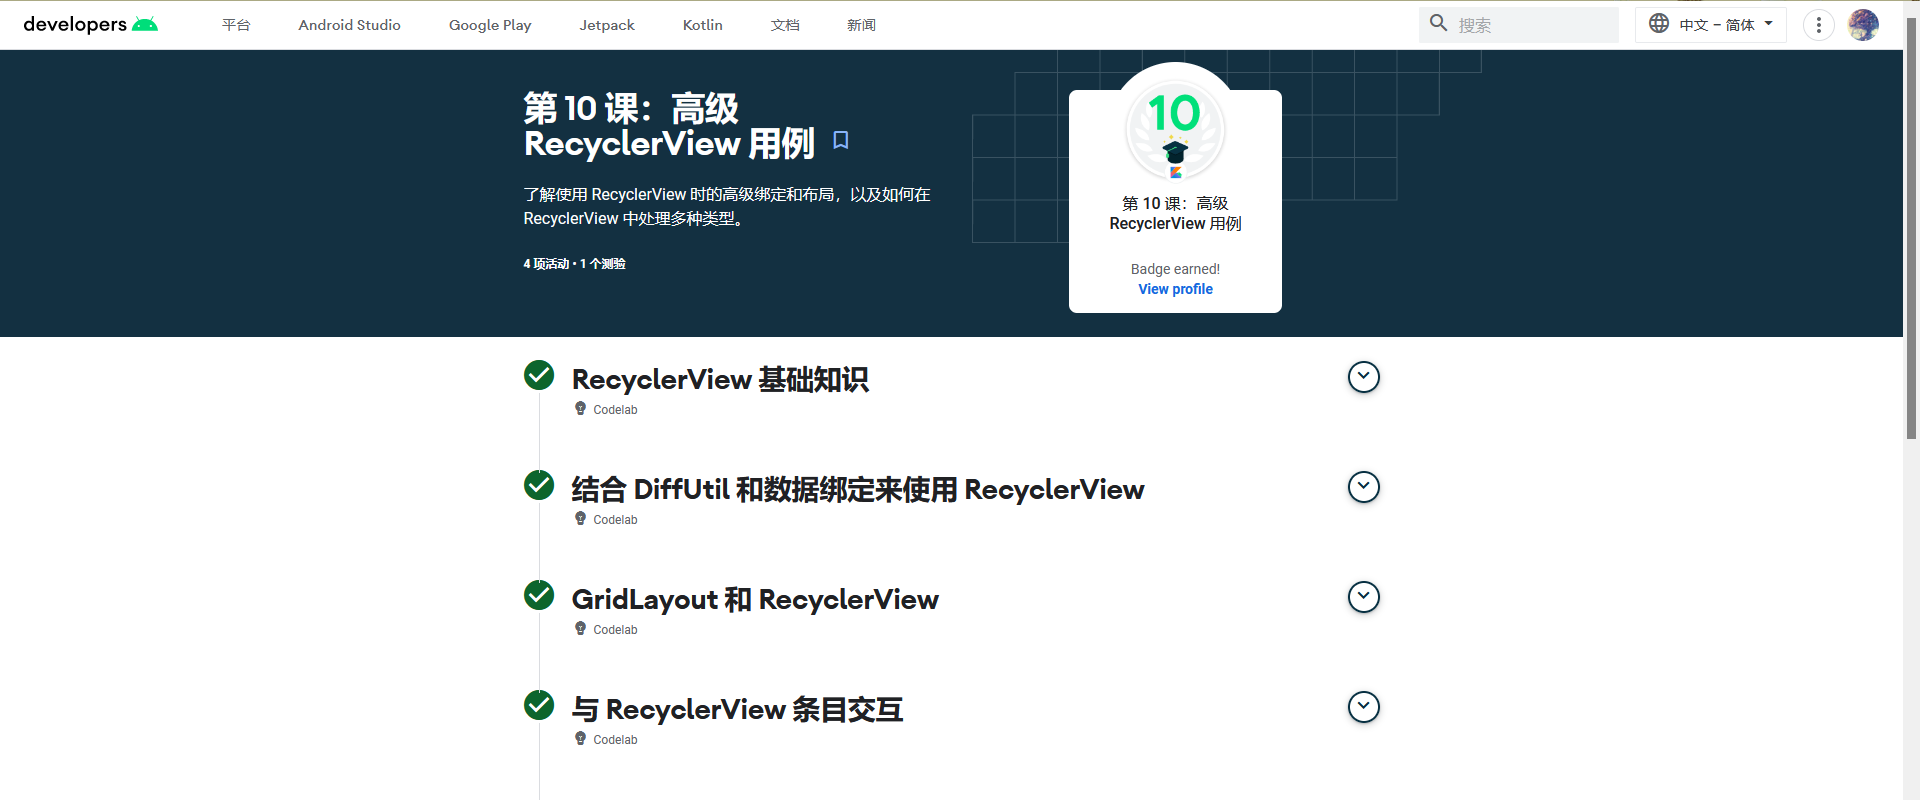 developers
平台
Android Studio
Google Play
Jetpack
Kotlin
文档
新闻
搜索
中文 – 简体
第 10 课：高级
RecyclerView 用例
了解使用 RecyclerView 时的高级绑定和布局，以及如何在
RecyclerView 中处理多种类型。
4 项活动 • 1 个测验
10
第 10 课：高级
RecyclerView 用例
Badge earned!
View profile
RecyclerView 基础知识
Codelab
结合 DiffUtil 和数据绑定来使用 RecyclerView
Codelab
GridLayout 和 RecyclerView
Codelab
与 RecyclerView 条目交互
Codelab